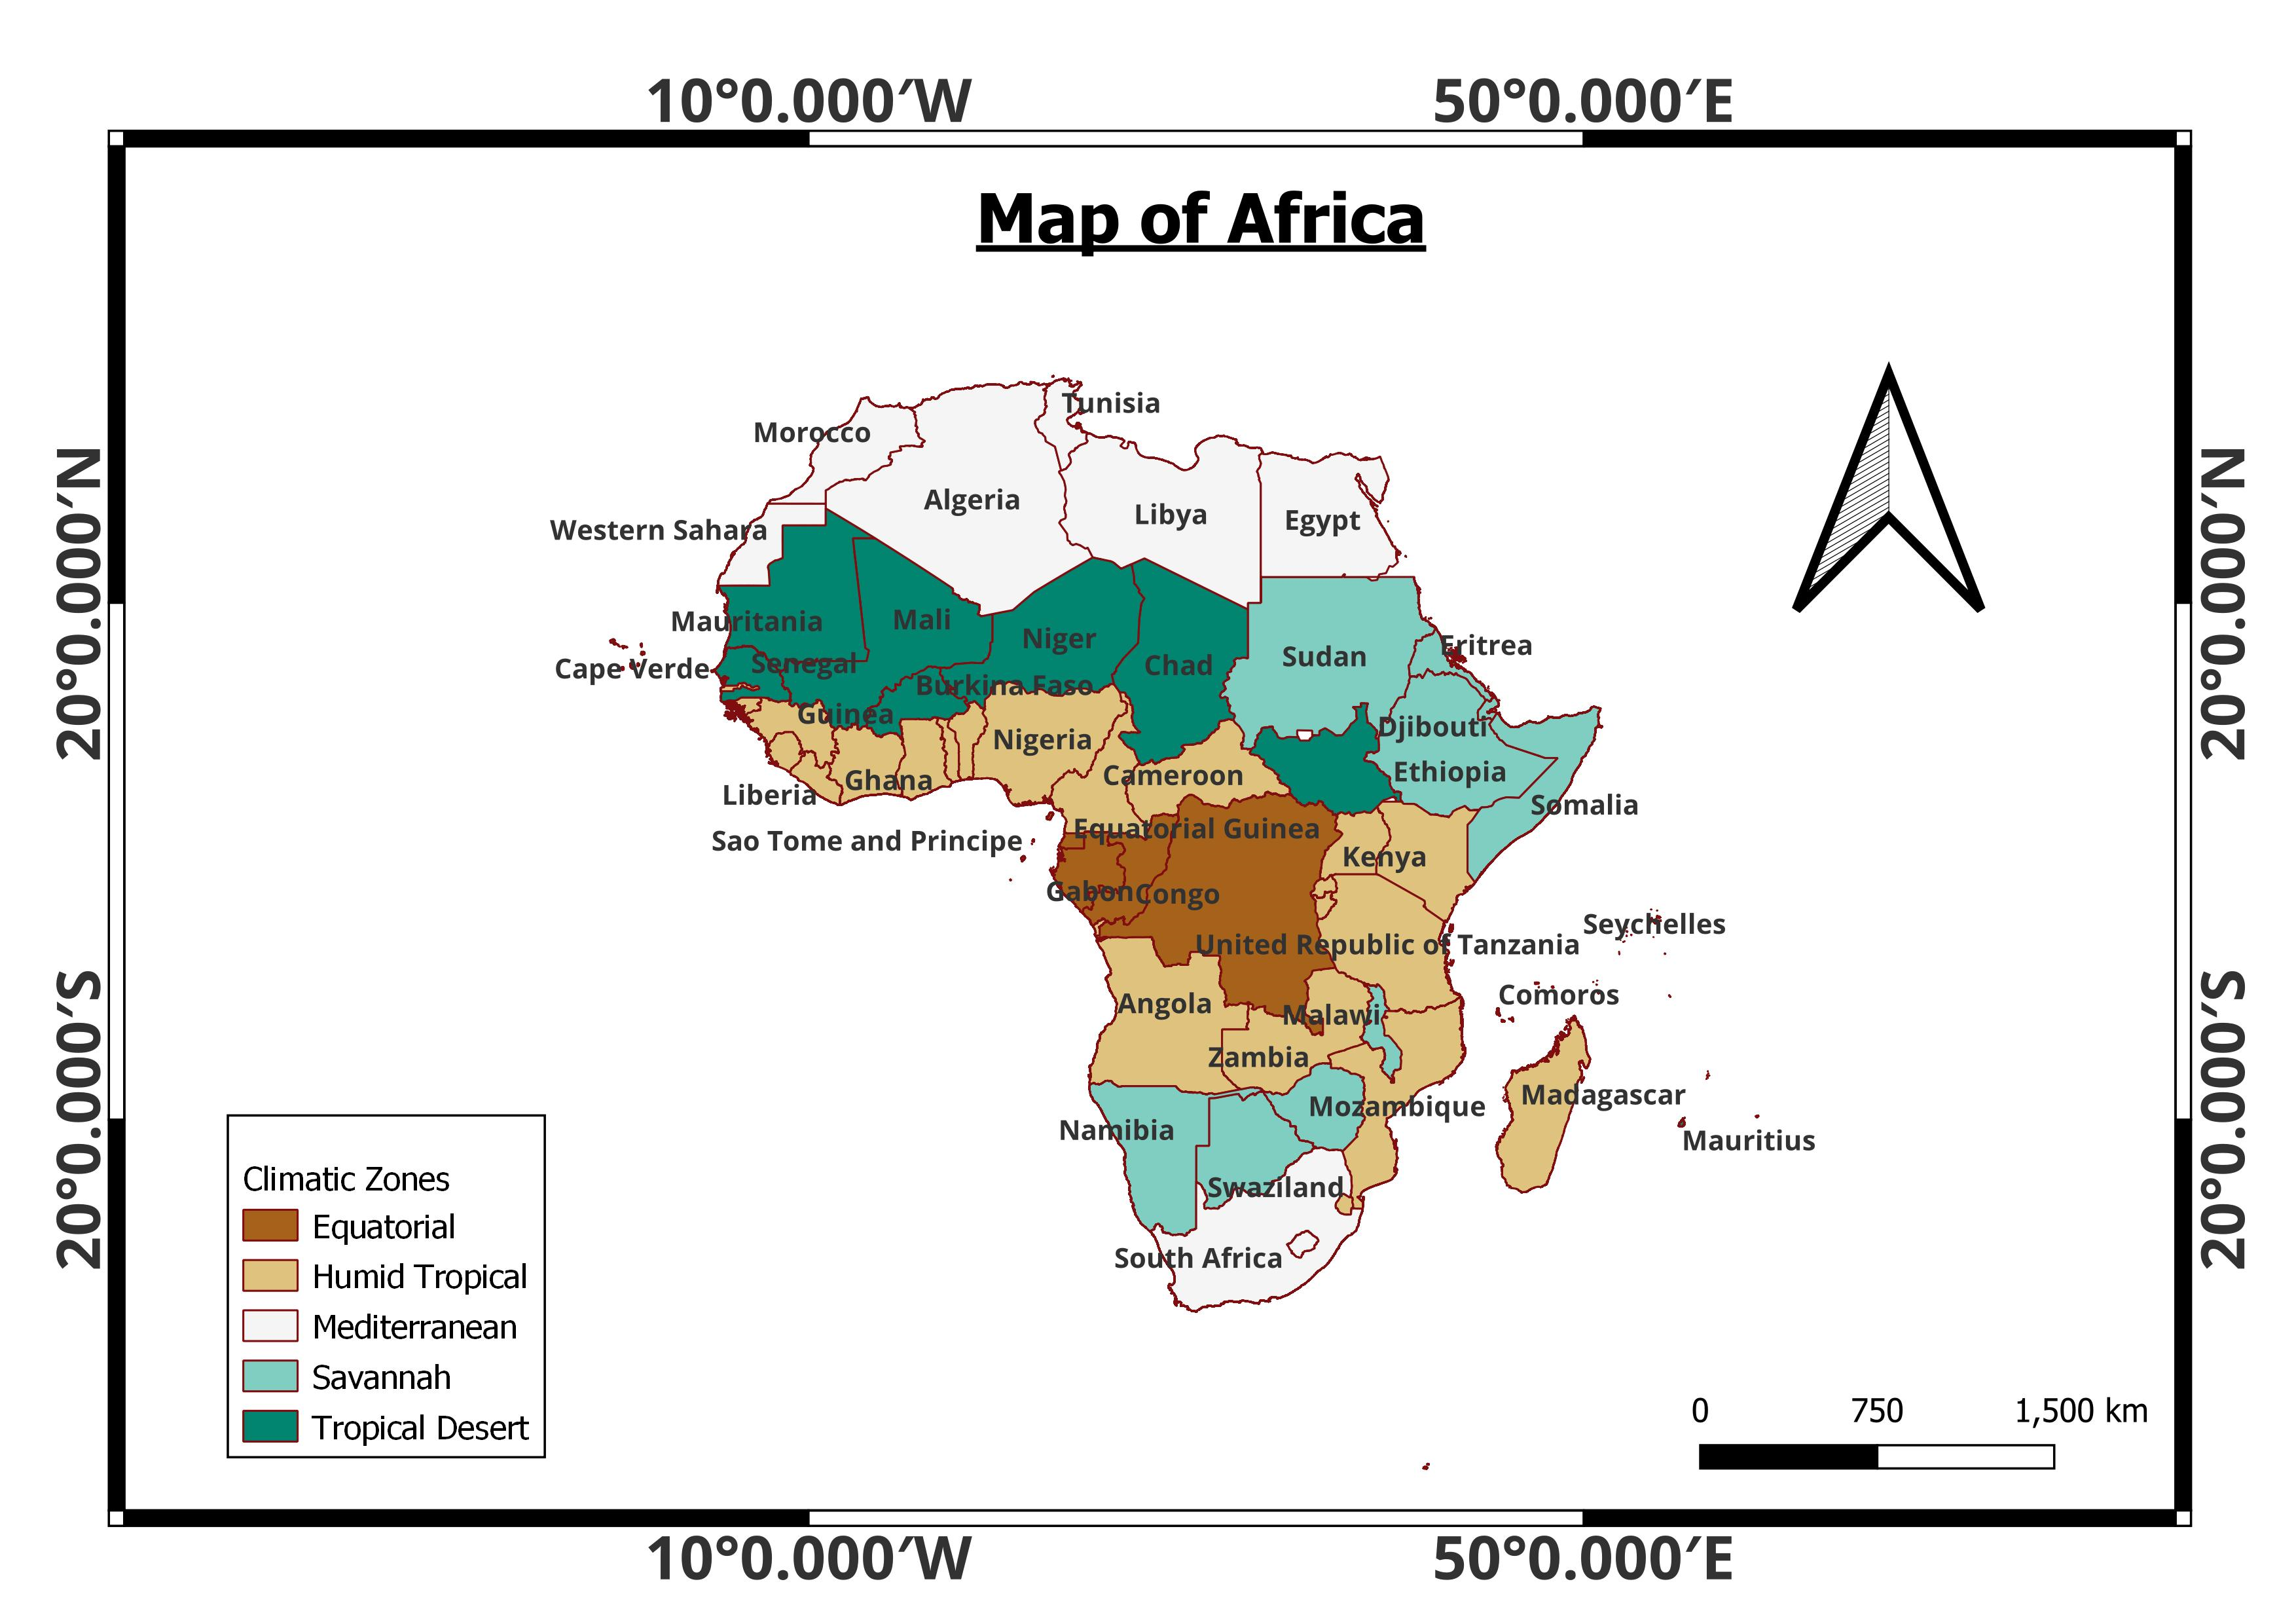 10°0.000′W 50°0.000′E
Map of Africa
20°0.000′N
20°0.000′N
20°0.000′S
20°0.000′S
Tunisia
Morocco
Algeria
Libya
Egypt
Western Sahara
Mauritania
Mali
Niger
Eritrea
Sudan
Chad
Senegal
Cape Verde
Burkina Faso
Guinea
Djibouti
Nigeria
Ethiopia
Cameroon
Ghana
Liberia
Somalia
Equatorial Guinea
Sao Tome and Principe
Kenya
Gabon
Congo
Seychelles
United Republic of Tanzania
Comoros
Angola
Malawi
Zambia
Madagascar
Mozambique
Namibia
Mauritius
Swaziland
South Africa
Climatic Zones
Equatorial
Humid Tropical
Mediterranean
Savannah
Tropical Desert
0 750 1,500 km
10°0.000′W 50°0.000′E